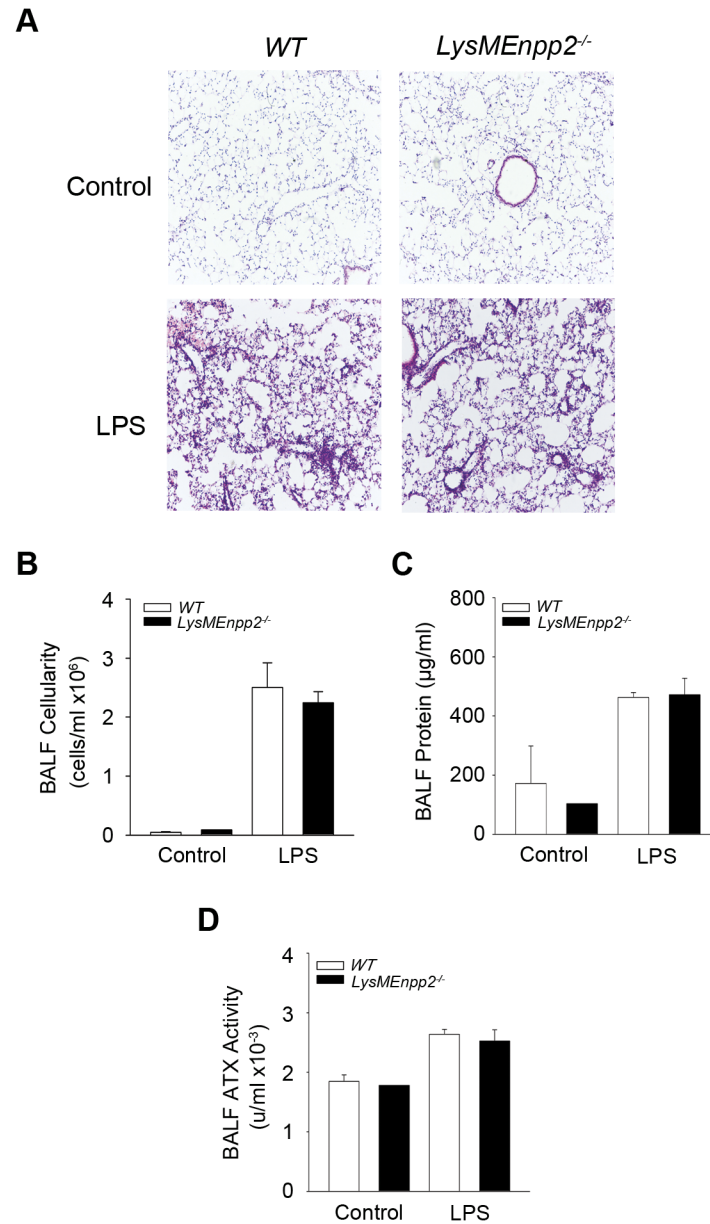 A
WT
LysMEnpp2-/-
Control
LPS
B
BALF Cellularity
(cells/ml x10⁶)
4
3
2
1
0
WT
LysMEnpp2-/-
Control
LPS
C
BALF Protein (µg/ml)
800
600
400
200
0
WT
LysMEnpp2-/-
Control
LPS
D
BALF ATX Activity
(u/ml x10⁻³)
4
3
2
1
0
WT
LysMEnpp2-/-
Control
LPS